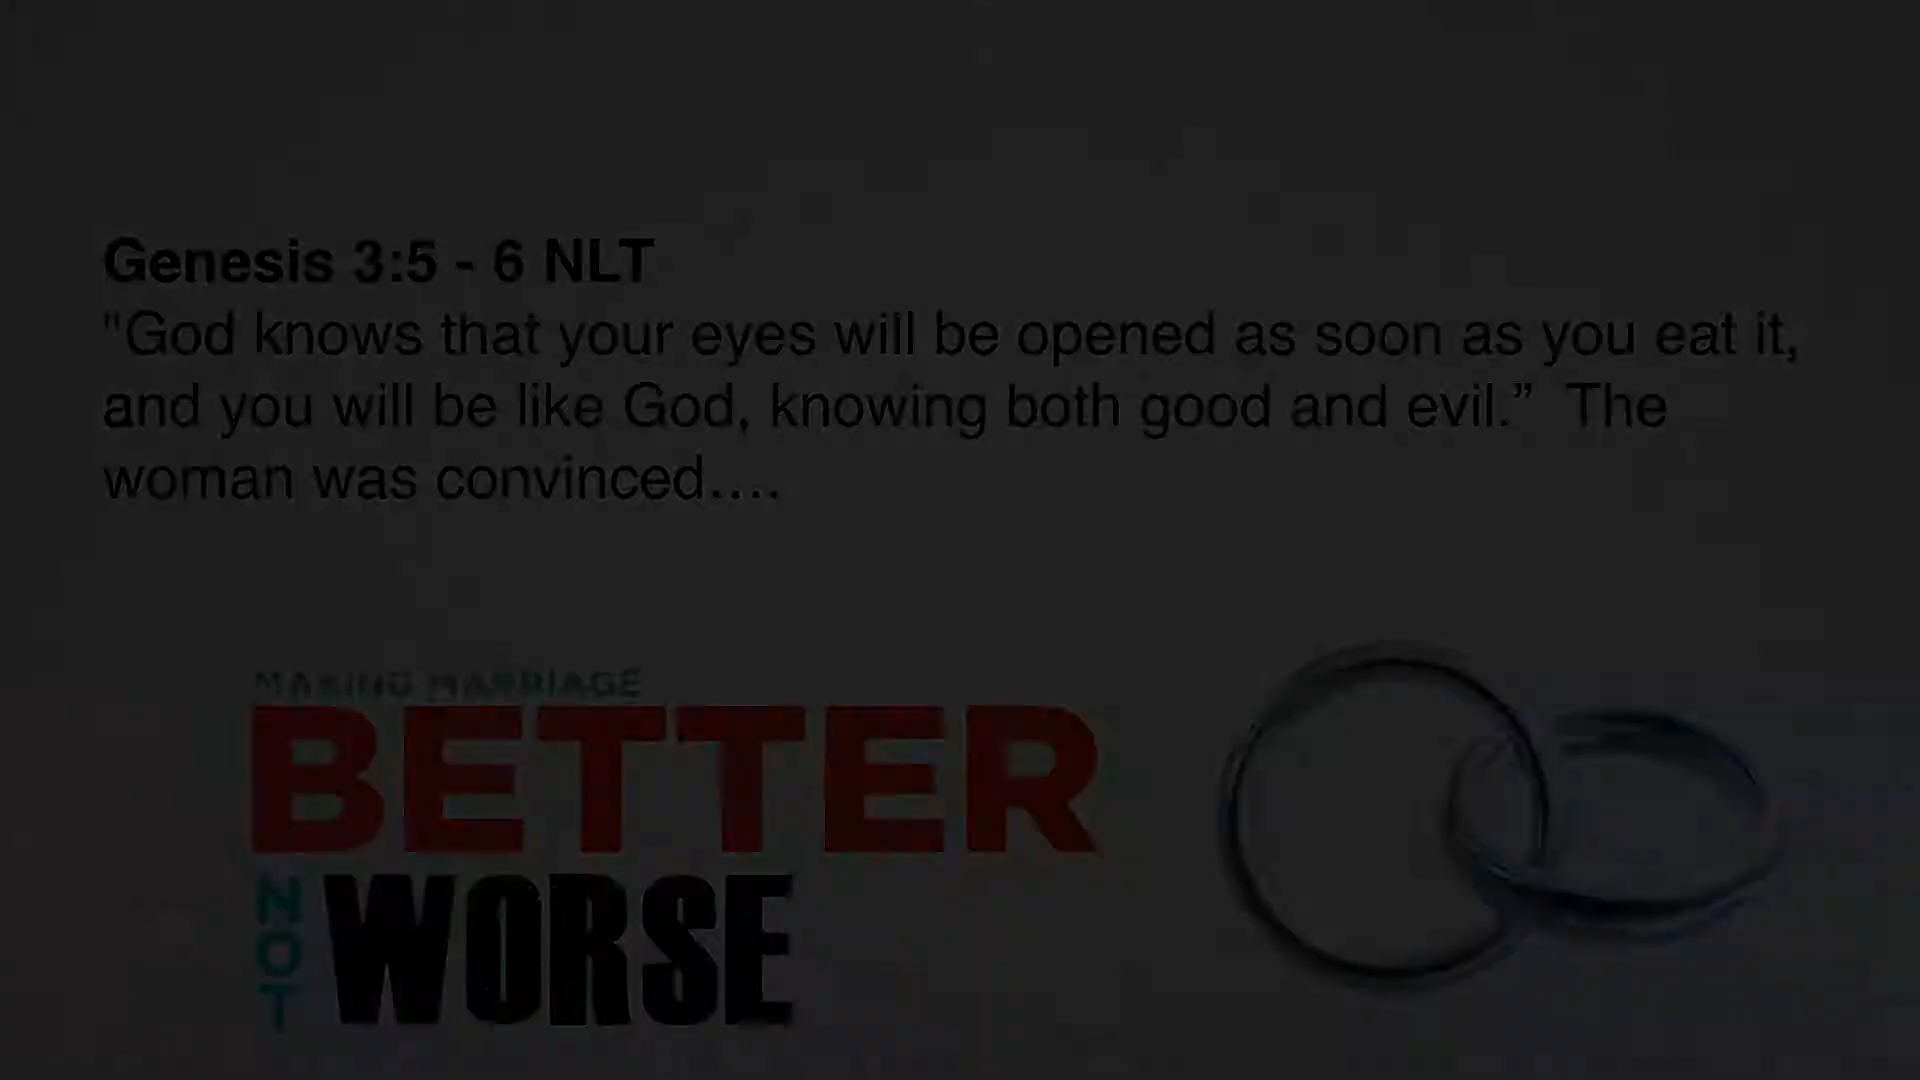 Genesis 3:5 - 6 NLT
"God knows that your eyes will be opened as soon as you eat it,
and you will be like God, knowing both good and evil.”  The
woman was convinced….
MAKING MARRIAGE
BETTER
NOT
WORSE